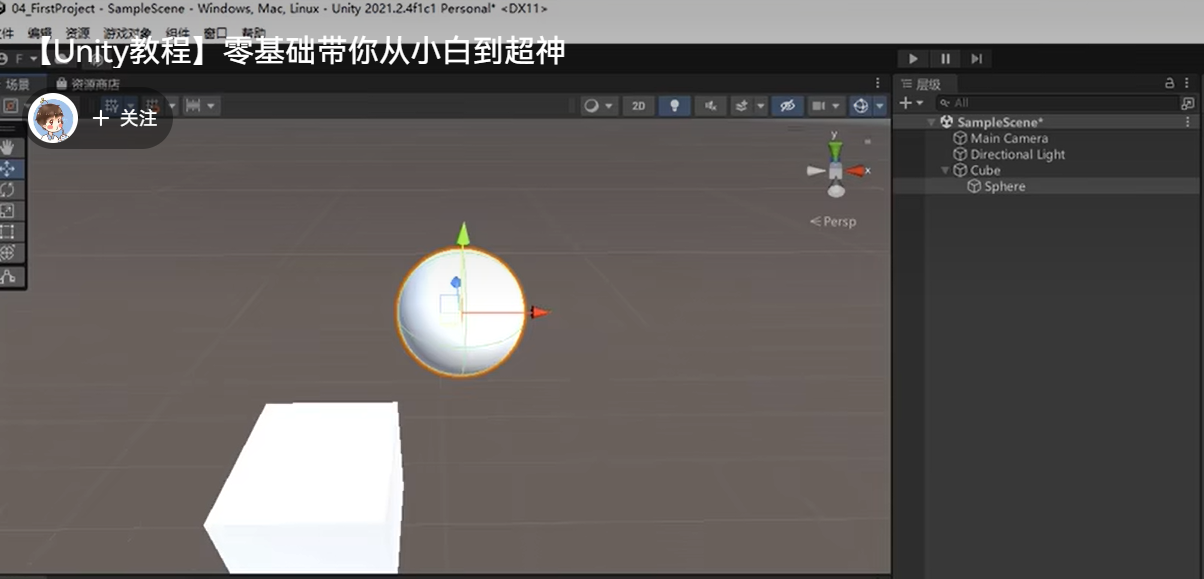 04_FirstProject - SampleScene - Windows, Mac, Linux - Unity 2021.2.4f1c1 Personal* <DX11>
件 编辑 资源 游戏对象 组件 窗口 帮助
【Unity教程】零基础带你从小白到超神
F
场景 资源商店
层级
2D
All
+ 关注
SampleScene*
Main Camera
Directional Light
Cube
Sphere
y
x
Persp